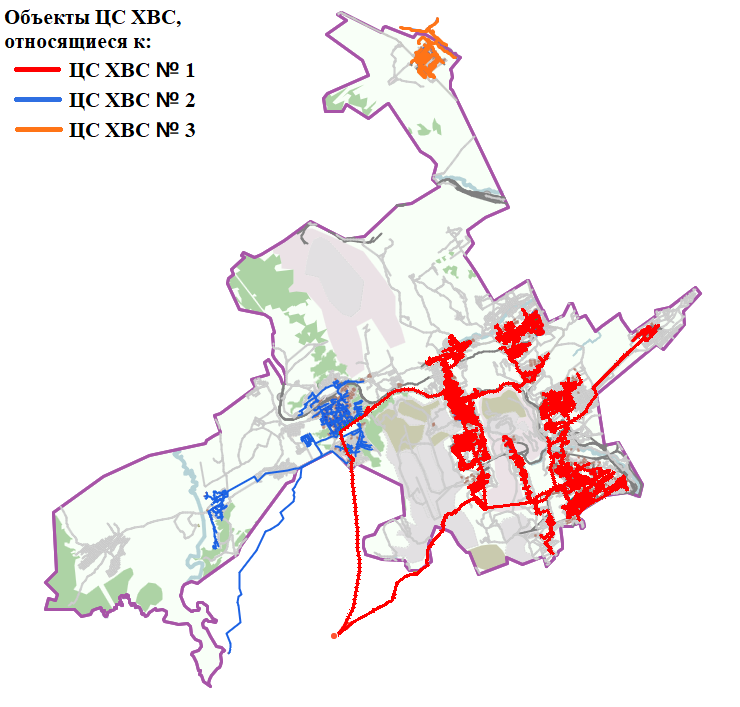 Объекты ЦС ХВС,
относящиеся к:
ЦС ХВС № 1
ЦС ХВС № 2
ЦС ХВС № 3